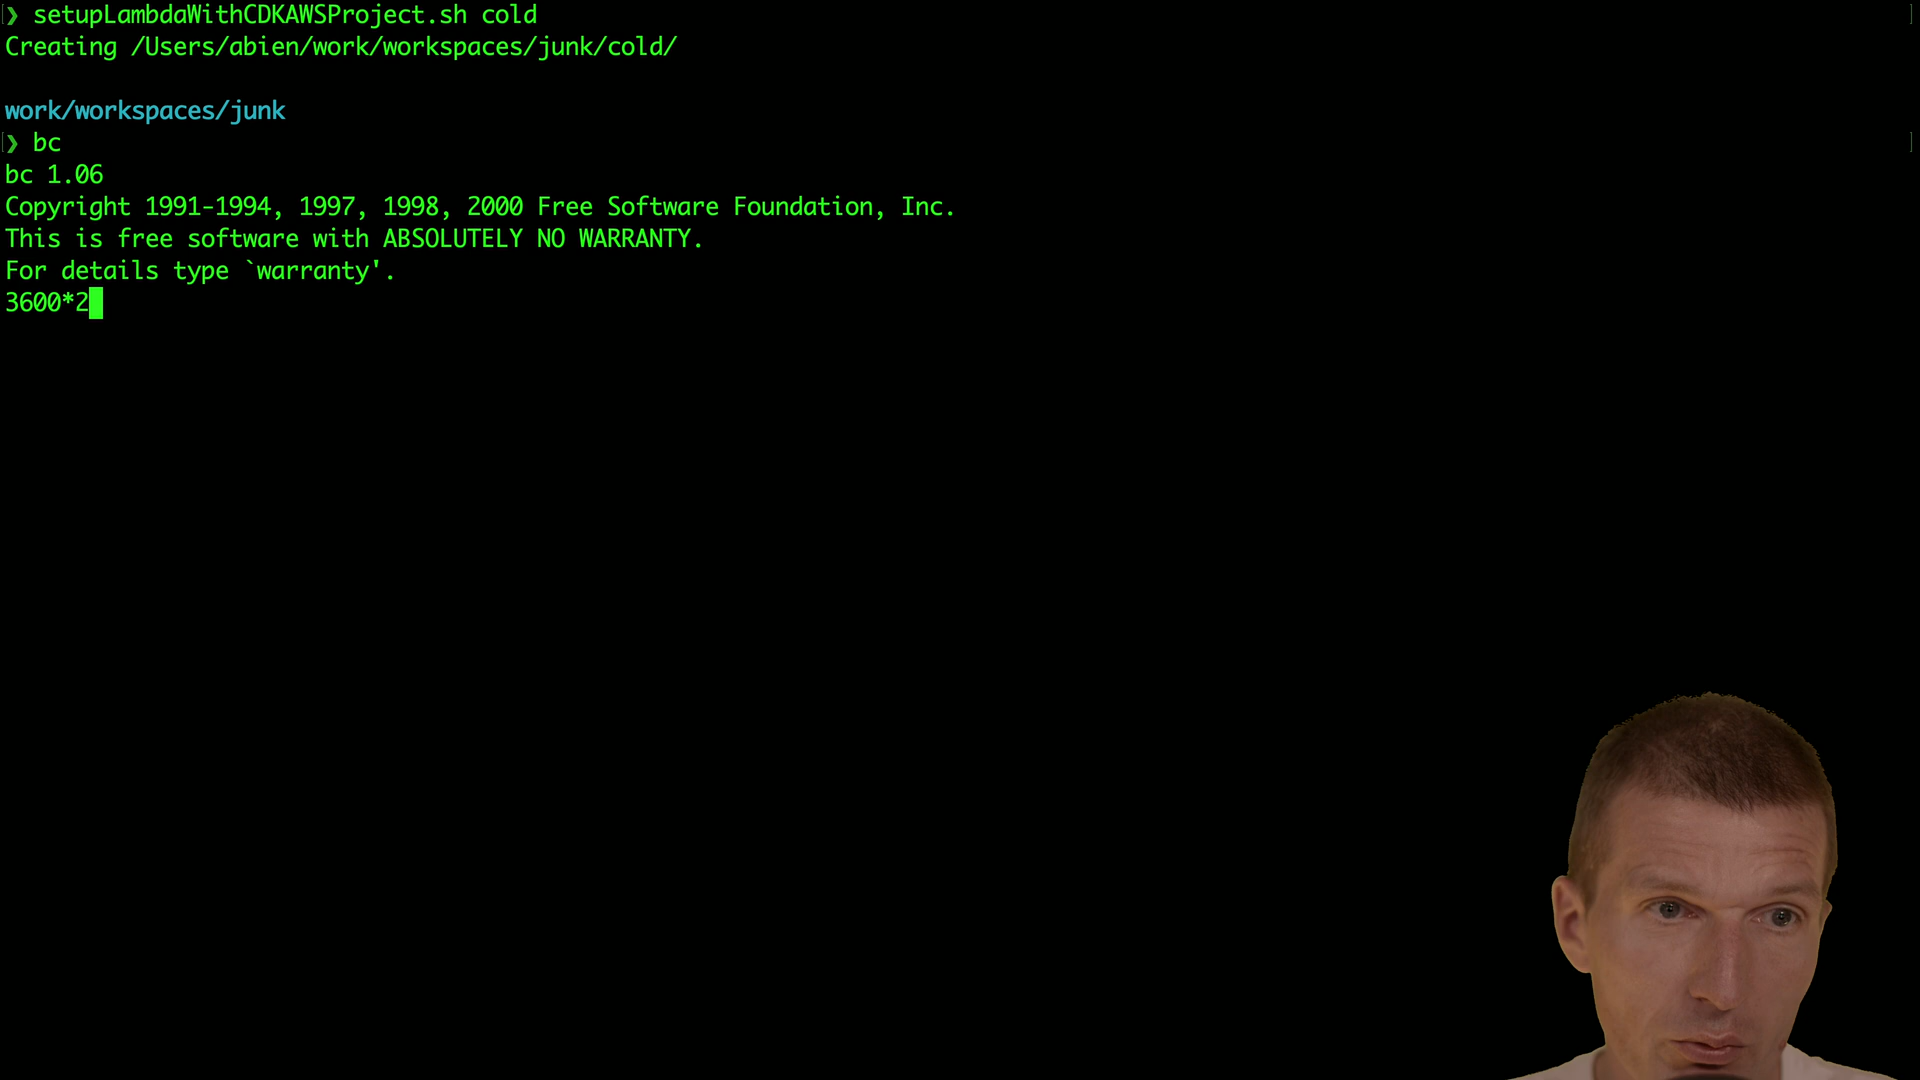 ❯ setupLambdaWithCDKAWSProject.sh cold
Creating /Users/abien/work/workspaces/junk/cold/
work/workspaces/junk
❯ bc
bc 1.06
Copyright 1991-1994, 1997, 1998, 2000 Free Software Foundation, Inc.
This is free software with ABSOLUTELY NO WARRANTY.
For details type `warranty'.
3600*2